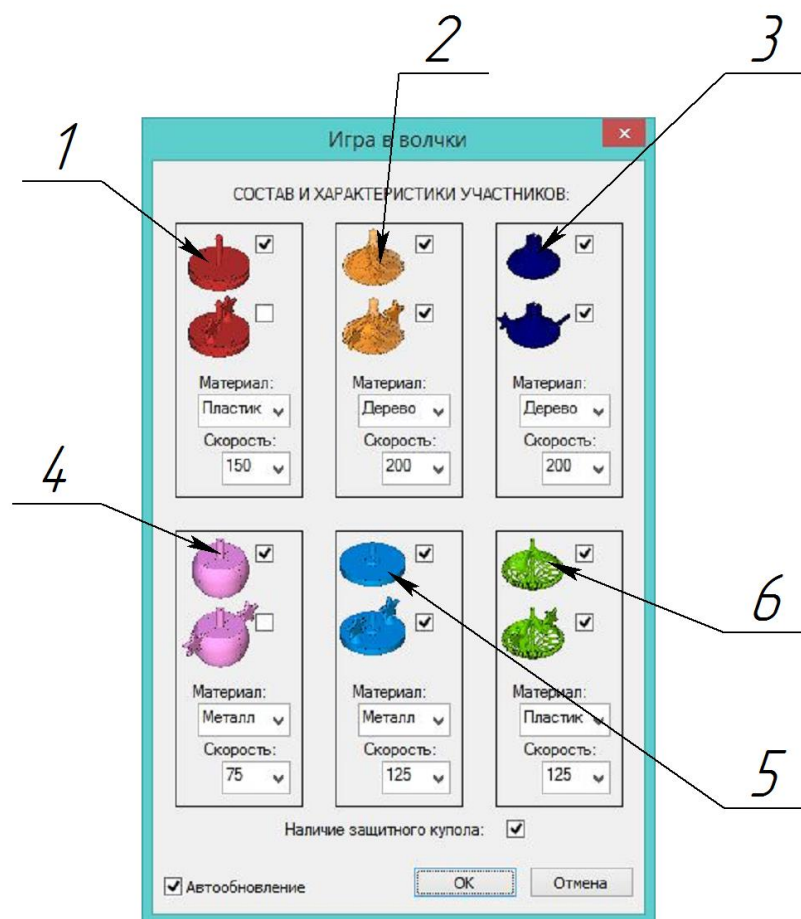 2 3
Игра в волчки
1
СОСТАВ И ХАРАКТЕРИСТИКИ УЧАСТНИКОВ:
Материал: Материал: Материал:
Пластик Дерево Дерево
Скорость: Скорость: Скорость:
150 200 200
4
6
Материал: Материал: Материал:
Металл Металл Пластик
Скорость: Скорость: Скорость:
75 125 125
5
Наличие защитного купола:
Автообновление OK Отмена